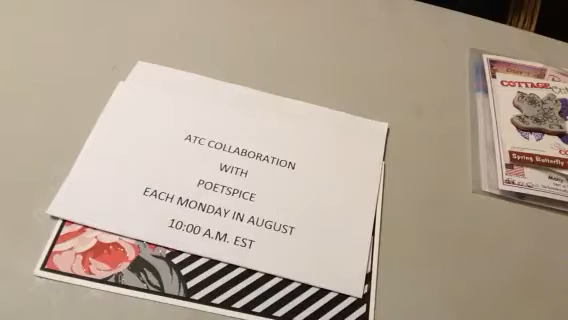 ATC COLLABORATION
WITH
POETSPICE
EACH MONDAY IN AUGUST
10:00 A.M. EST
COTTAGE
Spring Butterfly